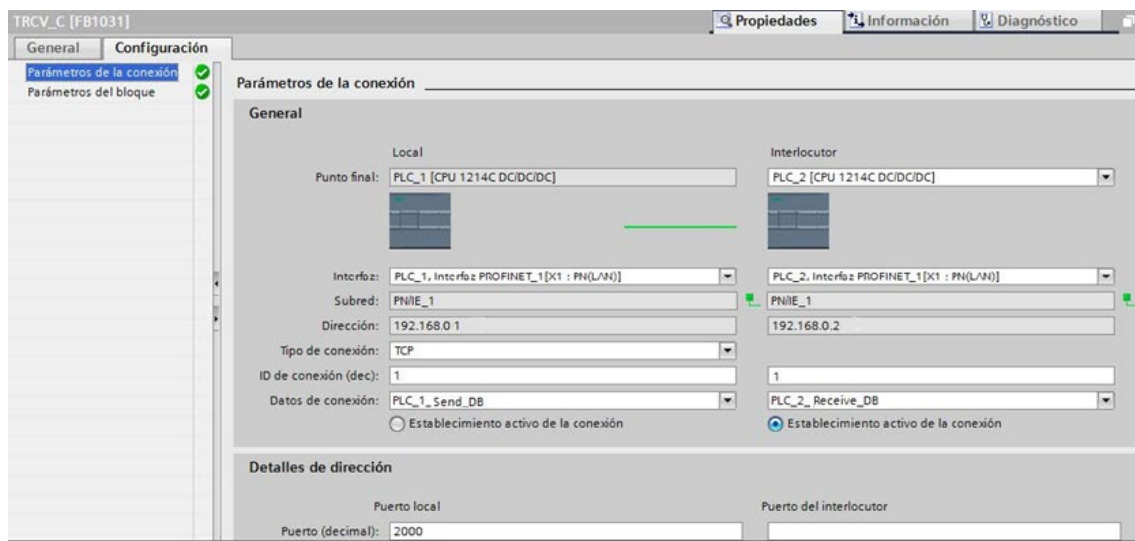 TRCV_C [FB1031]
Propiedades Información Diagnóstico
General Configuración
Parámetros de la conexión
Parámetros del bloque
Parámetros de la conexión
General
Local Interlocutor
Punto final: PLC_1 [CPU 1214C DC/DC/DC] PLC_2 [CPU 1214C DC/DC/DC]
Interfaz: PLC_1, Interfaz PROFINET_1[X1 : PN(LAN)] PLC_2, Interfaz PROFINET_1[X1 : PN(LAN)]
Subred: PN/IE_1 PN/IE_1
Dirección: 192.168.0 1 192.168.0.2
Tipo de conexión: TCP
ID de conexión (dec): 1 1
Datos de conexión: PLC_1_Send_DB PLC_2_ Receive_DB
Establecimiento activo de la conexión Establecimiento activo de la conexión
Detalles de dirección
Puerto local Puerto del interlocutor
Puerto (decimal): 2000